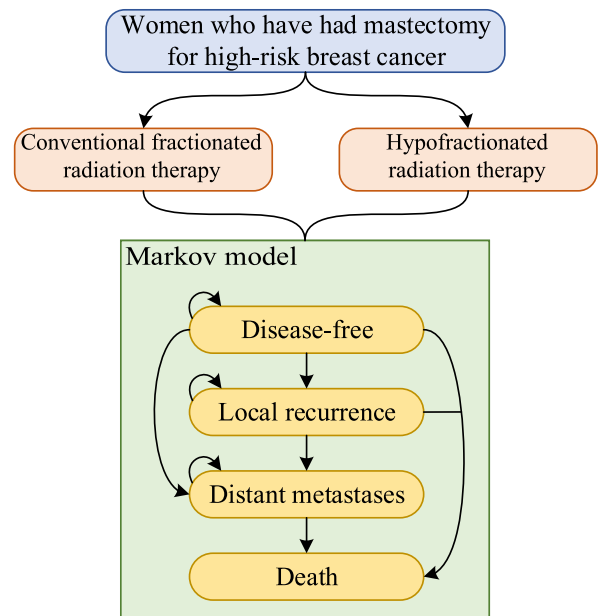 Women who have had mastectomy
for high-risk breast cancer
Conventional fractionated
radiation therapy
Hypofractionated
radiation therapy
Markov model
Disease-free
Local recurrence
Distant metastases
Death